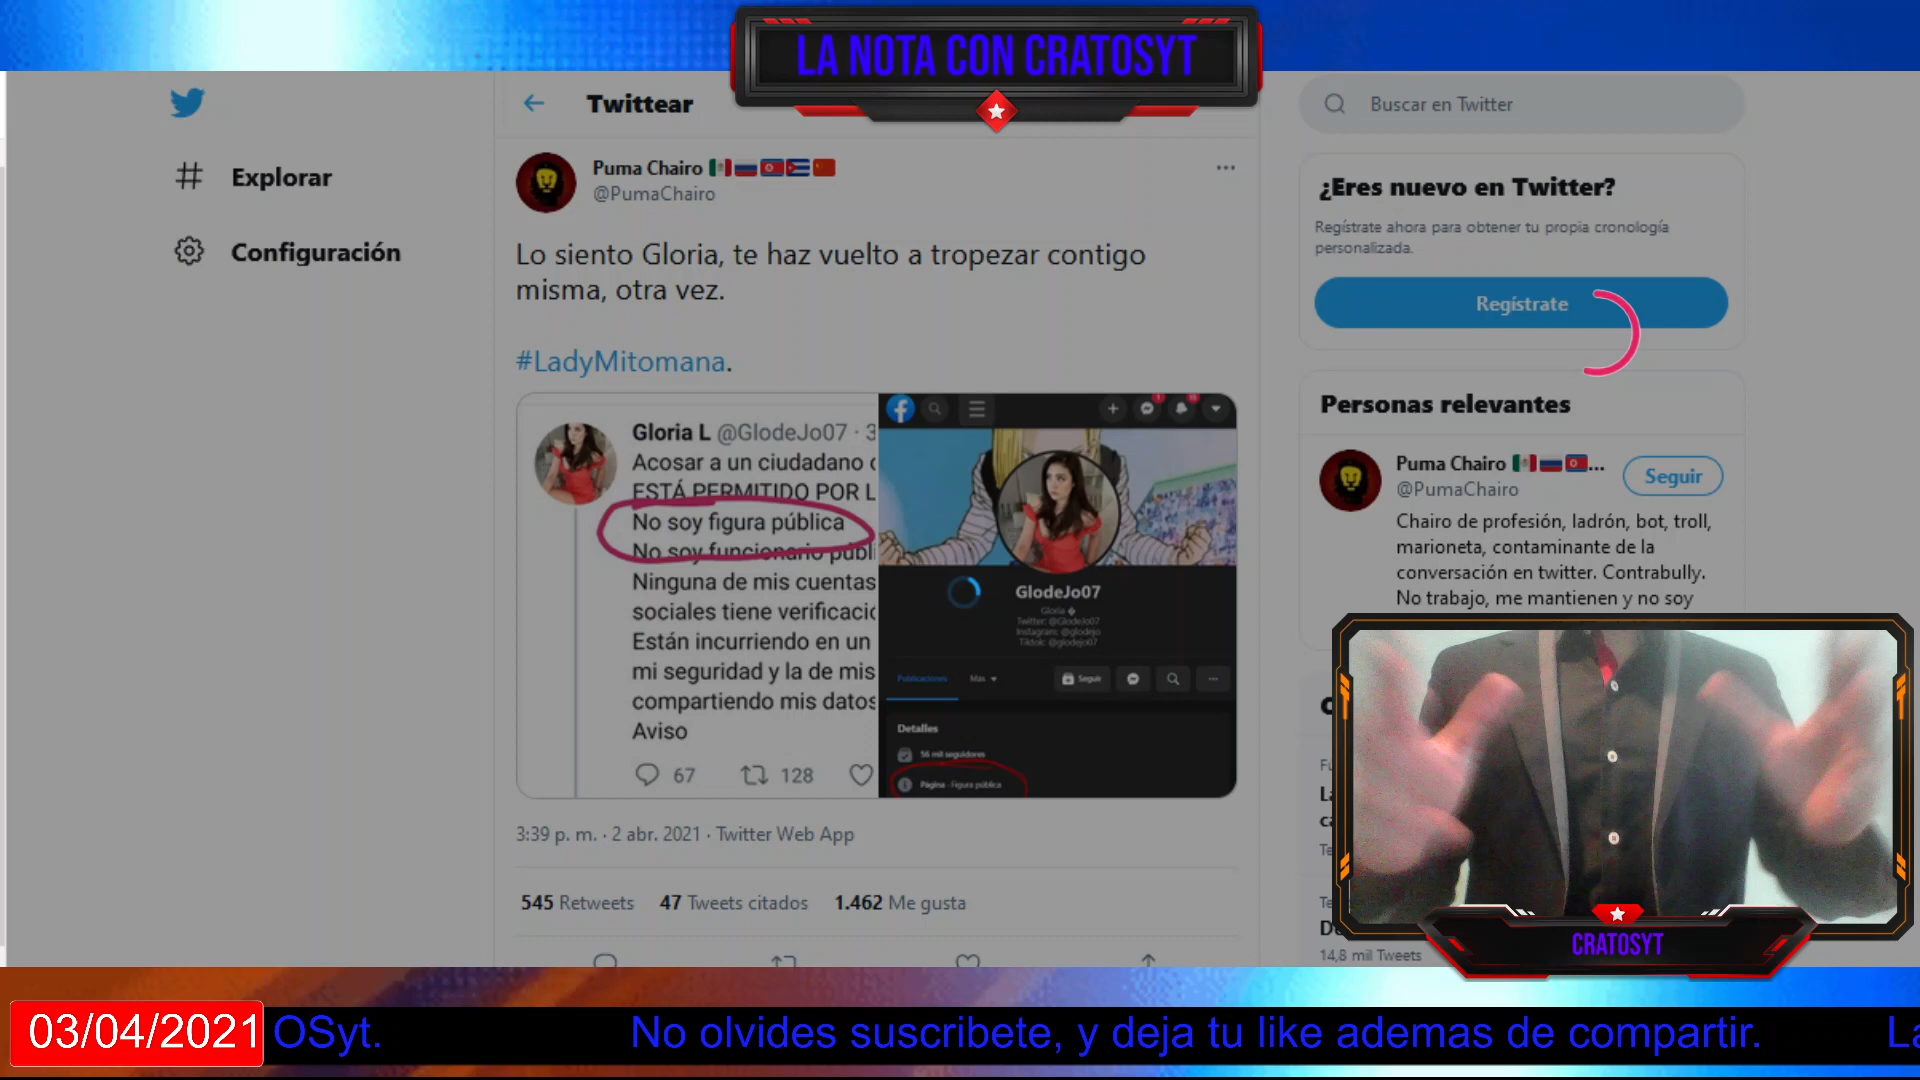 LA NOTA CON CRATOSYT
Twittear
Buscar en Twitter
Explorar
Configuración
Puma Chairo
@PumaChairo
Lo siento Gloria, te haz vuelto a tropezar contigo
misma, otra vez.
#LadyMitomana.
Gloria L @GlodeJo07 · 3
Acosar a un ciudadano
ESTÁ PERMITIDO POR L
No soy figura pública
No soy funcionario públi
Ninguna de mis cuentas
sociales tiene verificació
Están incurriendo en un
mi seguridad y la de mis
compartiendo mis datos
Aviso
67 128
GlodeJo07
Gloria
Twitter: @GlodeJo07
Instagram: @glodejo
Tiktok: @glodejo07
Publicaciones Más Seguir
Detalles
56 mil seguidores
Página · Figura pública
3:39 p. m. · 2 abr. 2021 · Twitter Web App
545 Retweets 47 Tweets citados 1.462 Me gusta
¿Eres nuevo en Twitter?
Regístrate ahora para obtener tu propia cronología
personalizada.
Regístrate
Personas relevantes
Puma Chairo ...
@PumaChairo
Seguir
Chairo de profesión, ladrón, bot, troll,
marioneta, contaminante de la
conversación en twitter. Contrabully.
No trabajo, me mantienen y no soy
14,8 mil Tweets
CRATOSYT
03/04/2021 OSyt. No olvides suscribete, y deja tu like ademas de compartir. La